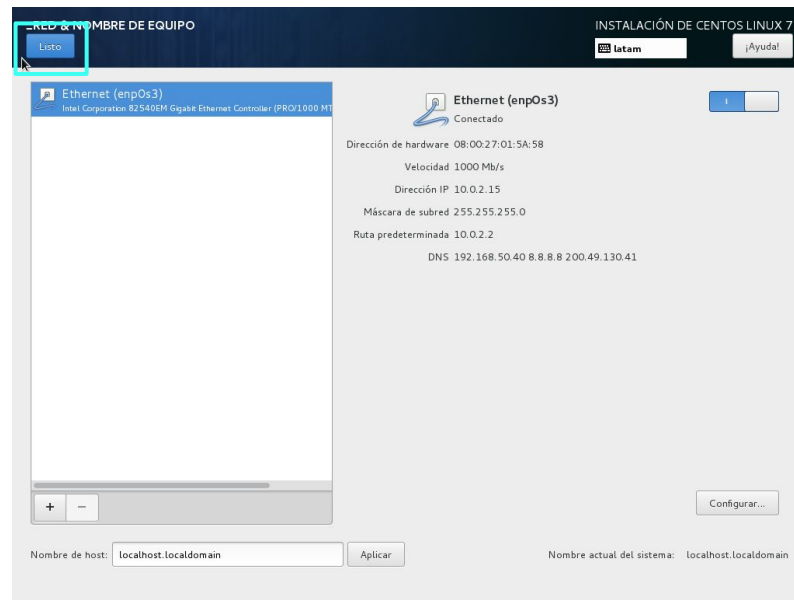 RED & NOMBRE DE EQUIPO
Listo
INSTALACIÓN DE CENTOS LINUX 7
latam
¡Ayuda!
Ethernet (enp0s3)
Intel Corporation 82540EM Gigabit Ethernet Controller (PRO/1000 MT
Ethernet (enp0s3)
Conectado
Dirección de hardware 08:00:27:01:5A:58
Velocidad 1000 Mb/s
Dirección IP 10.0.2.15
Máscara de subred 255.255.255.0
Ruta predeterminada 10.0.2.2
DNS 192.168.50.40 8.8.8.8 200.49.130.41
Configurar...
Nombre de host: localhost.localdomain Aplicar Nombre actual del sistema: localhost.localdomain